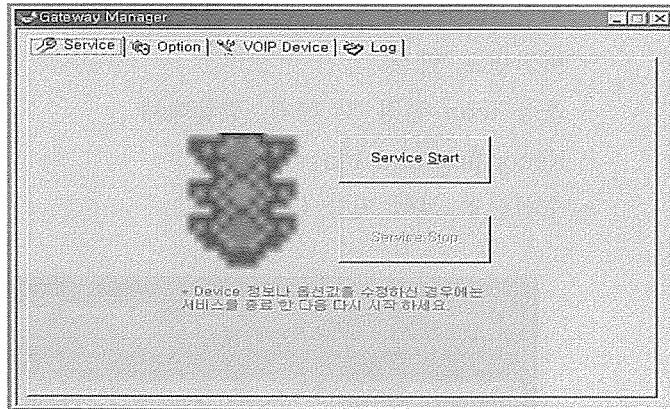 Gateway Manager
Service Option VOIP Device Log
Service Start
Service Stop
* Device 정보나 옵션값을 수정하신 경우에는
서비스를 종료 한 다음 다시 시작 하세요.